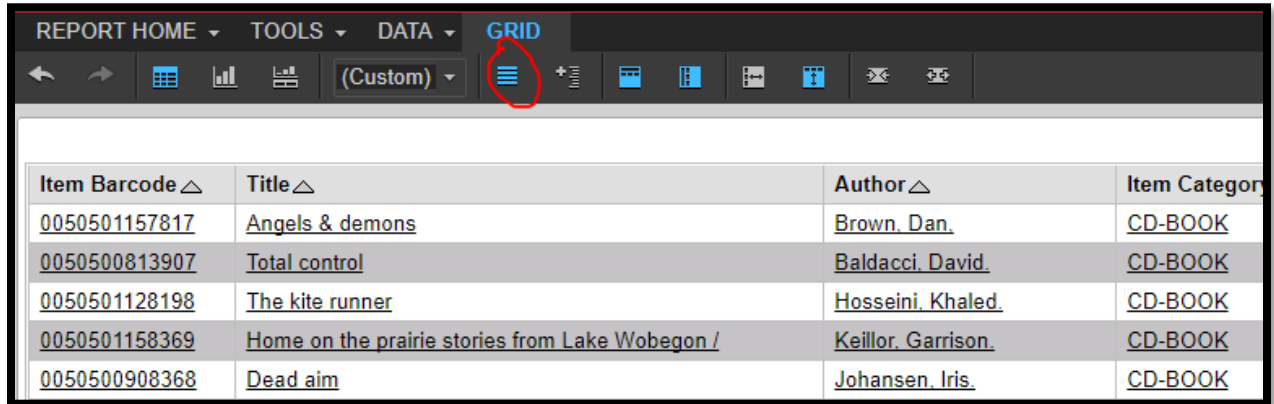 REPORT HOME TOOLS DATA GRID
(Custom)
Item Barcode Title Author Item Category
0050501157817 Angels & demons Brown, Dan, CD-BOOK
0050500813907 Total control Baldacci, David. CD-BOOK
0050501128198 The kite runner Hosseini, Khaled. CD-BOOK
0050501158369 Home on the prairie stories from Lake Wobegon / Keillor, Garrison. CD-BOOK
0050500908368 Dead aim Johansen, Iris. CD-BOOK